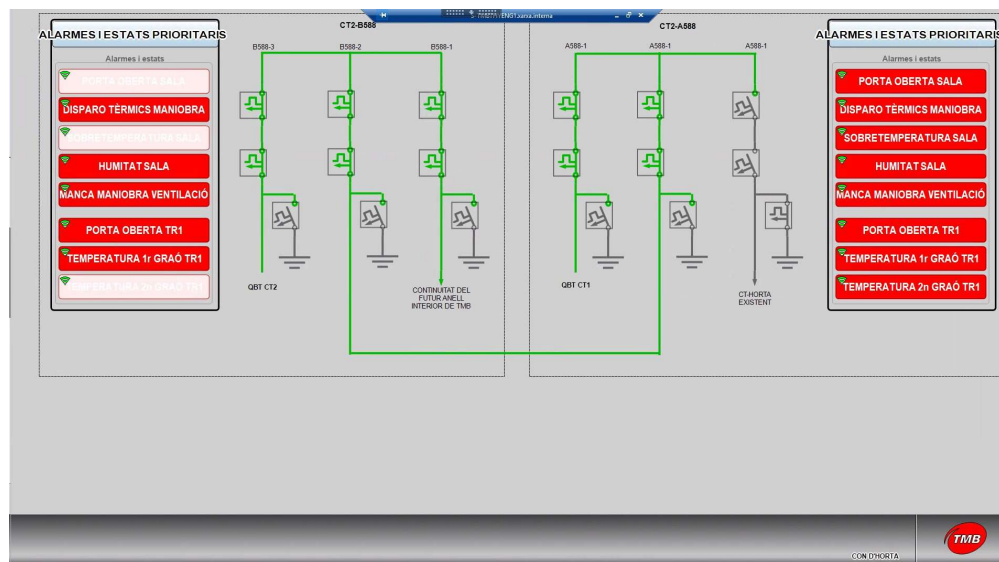 CT2-B588
CT2-A588
ALARMES I ESTATS PRIORITARIS
Alarmes i estats
PORTA OBERTA SALA
DISPARO TÈRMICS MANIOBRA
SOBRETEMPERATURA SALA
HUMITAT SALA
MANCA MANIOBRA VENTILACIÓ
PORTA OBERTA TR1
TEMPERATURA 1r GRAÓ TR1
TEMPERATURA 2n GRAÓ TR1
B588-3
B588-2
B588-1
A588-1
A588-1
A588-1
QBT CT2
CONTINUITAT DEL
FUTUR ANELL
INTERIOR DE TMB
QBT CT1
CT-HORTA
EXISTENT
ALARMES I ESTATS PRIORITARIS
Alarmes i estats
PORTA OBERTA SALA
DISPARO TÈRMICS MANIOBRA
SOBRETEMPERATURA SALA
HUMITAT SALA
MANCA MANIOBRA VENTILACIÓ
PORTA OBERTA TR1
TEMPERATURA 1r GRAÓ TR1
TEMPERATURA 2n GRAÓ TR1
CON D'HORTA
TMB